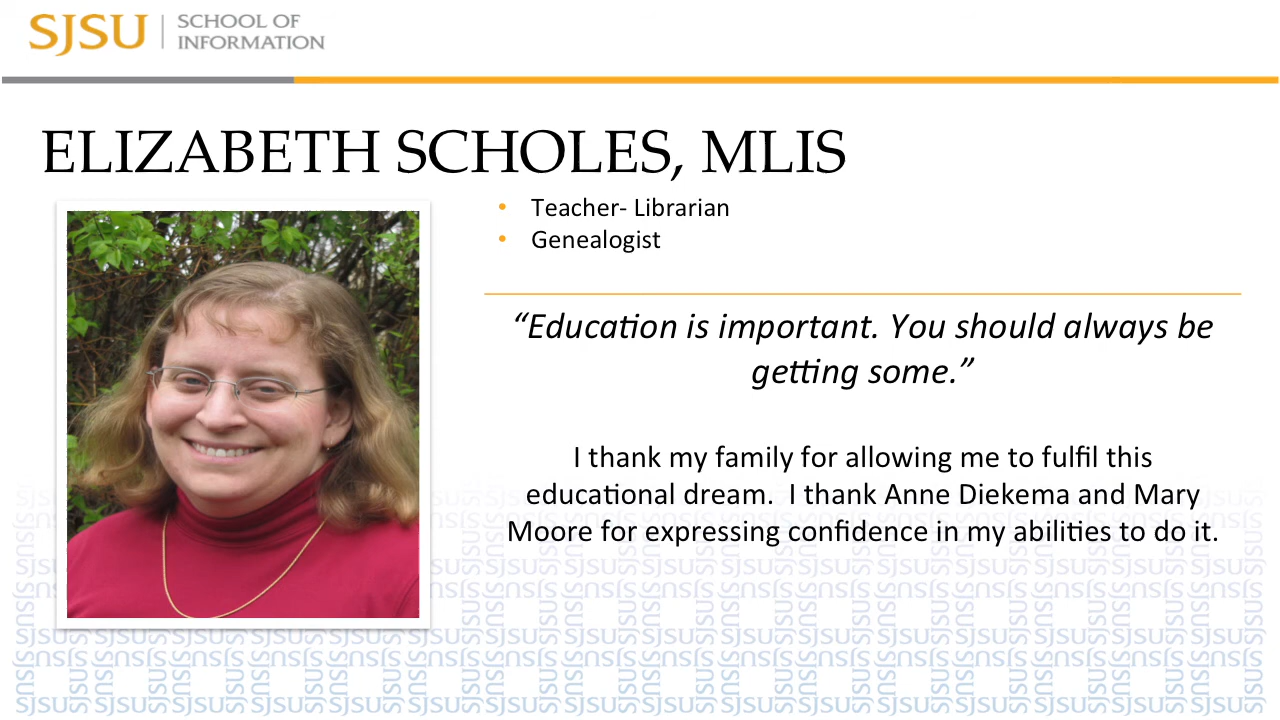 SJSU | SCHOOL OF
INFORMATION
ELIZABETH SCHOLES, MLIS
• Teacher- Librarian
• Genealogist
“Education is important. You should always be
getting some.”
I thank my family for allowing me to fulfil this
educational dream.  I thank Anne Diekema and Mary
Moore for expressing confidence in my abilities to do it.